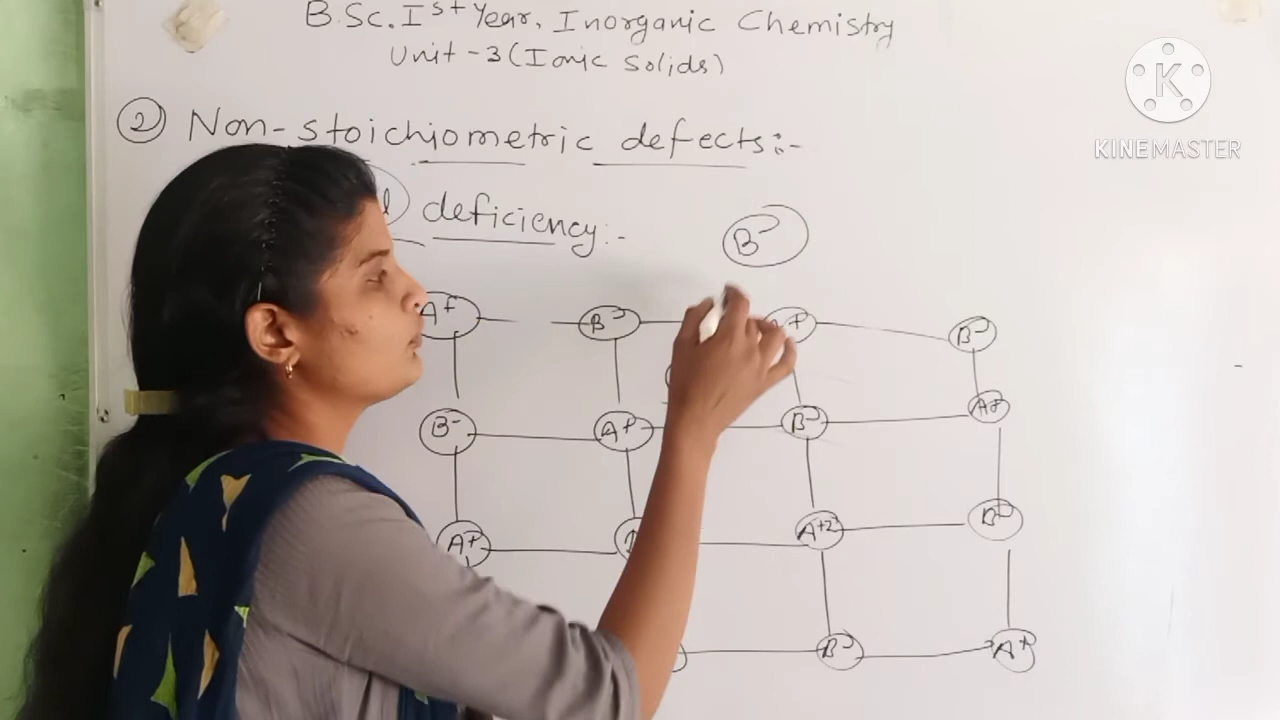 B.Sc. Ist Year, Inorganic Chemistry
Unit-3 (Ionic Solids)
K
KINEMASTER
② Non-stoichiometric defects:-
deficiency:-
B⁻
A⁺ B⁻ A⁺ B⁻
B⁻ A⁺ B⁻ A⁺
A⁺ A⁺² B⁻
B⁻ A⁺